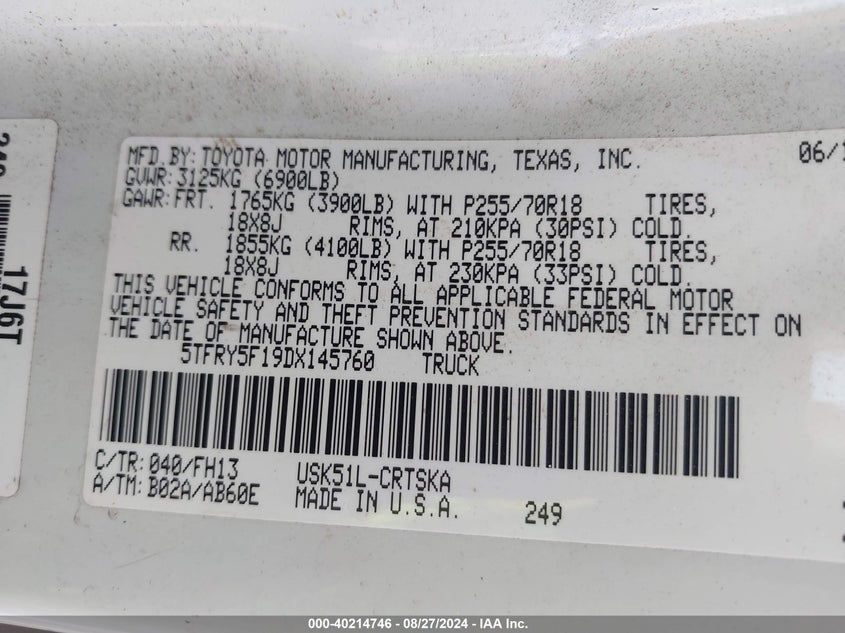 MFD. BY: TOYOTA MOTOR MANUFACTURING, TEXAS, INC. 06/1
GVWR: 3125KG (6900LB)
GAWR: FRT. 1765KG (3900LB) WITH P255/70R18 TIRES,
18X8J RIMS, AT 210KPA (30PSI) COLD.
RR. 1855KG (4100LB) WITH P255/70R18 TIRES,
18X8J RIMS, AT 230KPA (33PSI) COLD.
THIS VEHICLE CONFORMS TO ALL APPLICABLE FEDERAL MOTOR
VEHICLE SAFETY AND THEFT PREVENTION STANDARDS IN EFFECT ON
THE DATE OF MANUFACTURE SHOWN ABOVE.
5TFRY5F19DX145760 TRUCK
C/TR: 040/FH13 USK51L-CRTSKA
A/TM: B02A/AB60E MADE IN U.S.A. 249
17J6T
000-40214746 - 08/27/2024 - IAA Inc.